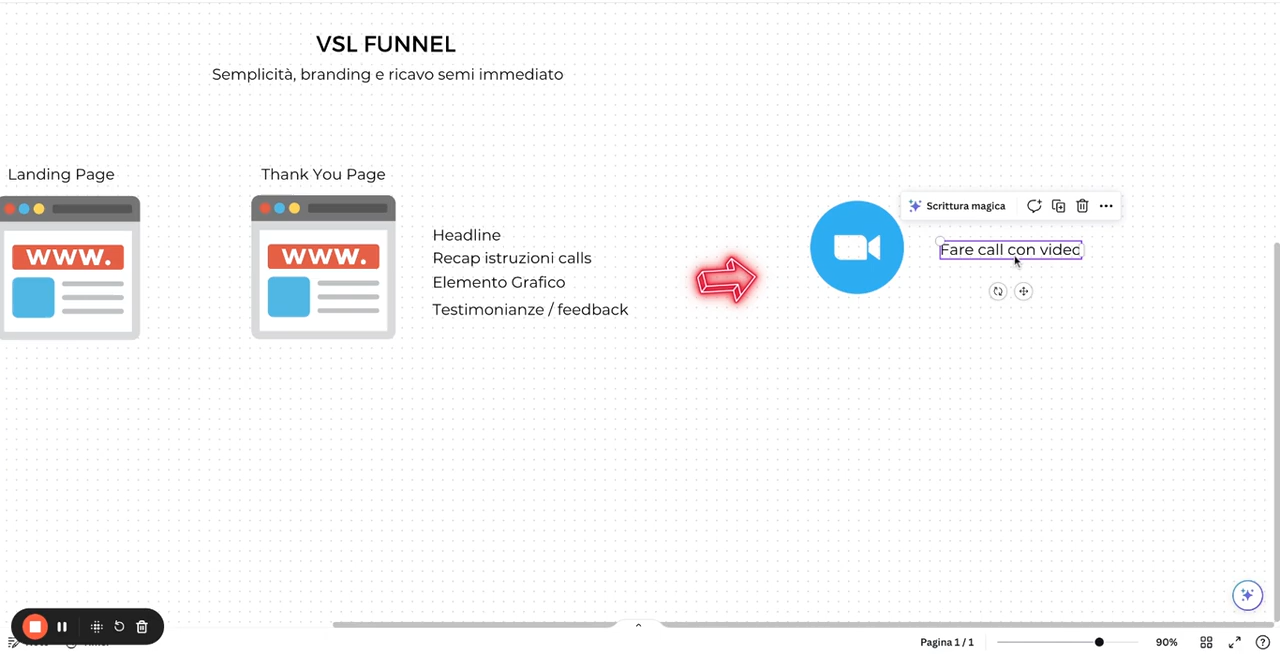 VSL FUNNEL
Semplicità, branding e ricavo semi immediato
Landing Page
Thank You Page
WWW.
WWW.
Headline
Recap istruzioni calls
Elemento Grafico
Testimonianze / feedback
Scrittura magica
Fare call con video
Pagina 1 / 1
90%